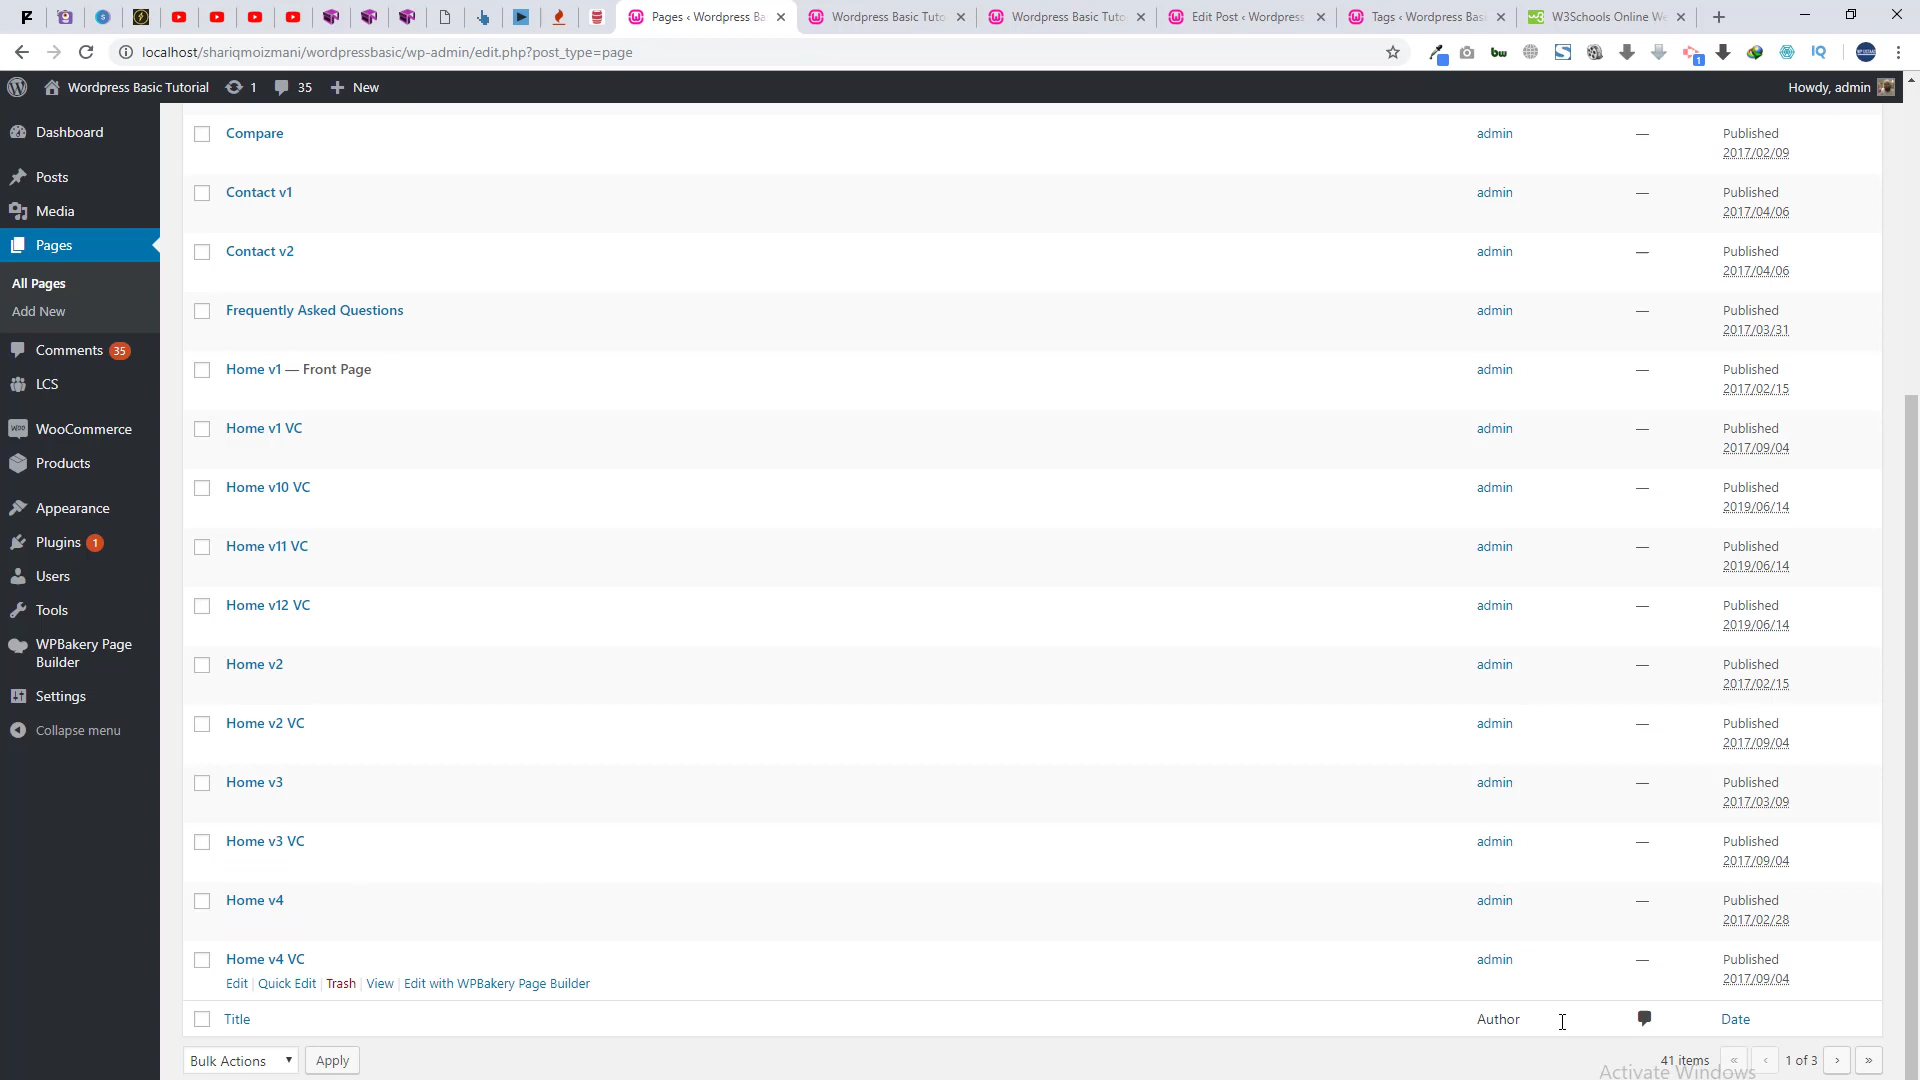 Pages ‹ Wordpress Ba
Wordpress Basic Tuto
Wordpress Basic Tuto
Edit Post ‹ Wordpress
Tags ‹ Wordpress Basi
W3Schools Online We
localhost/shariqmoizmani/wordpressbasic/wp-admin/edit.php?post_type=page
bw
IQ
1
Wordpress Basic Tutorial
1
35
New
Howdy, admin
Dashboard
Posts
Media
Pages
All Pages
Add New
Comments 35
LCS
WooCommerce
Products
Appearance
Plugins 1
Users
Tools
WPBakery Page
Builder
Settings
Collapse menu
Compare admin — Published
2017/02/09
Contact v1 admin — Published
2017/04/06
Contact v2 admin — Published
2017/04/06
Frequently Asked Questions admin — Published
2017/03/31
Home v1 — Front Page admin — Published
2017/02/15
Home v1 VC admin — Published
2017/09/04
Home v10 VC admin — Published
2019/06/14
Home v11 VC admin — Published
2019/06/14
Home v12 VC admin — Published
2019/06/14
Home v2 admin — Published
2017/02/15
Home v2 VC admin — Published
2017/09/04
Home v3 admin — Published
2017/03/09
Home v3 VC admin — Published
2017/09/04
Home v4 admin — Published
2017/02/28
Home v4 VC admin — Published
2017/09/04
Edit | Quick Edit | Trash | View | Edit with WPBakery Page Builder
Title Author Date
Bulk Actions Apply 41 items « ‹ 1 of 3 › »
Activate Windows